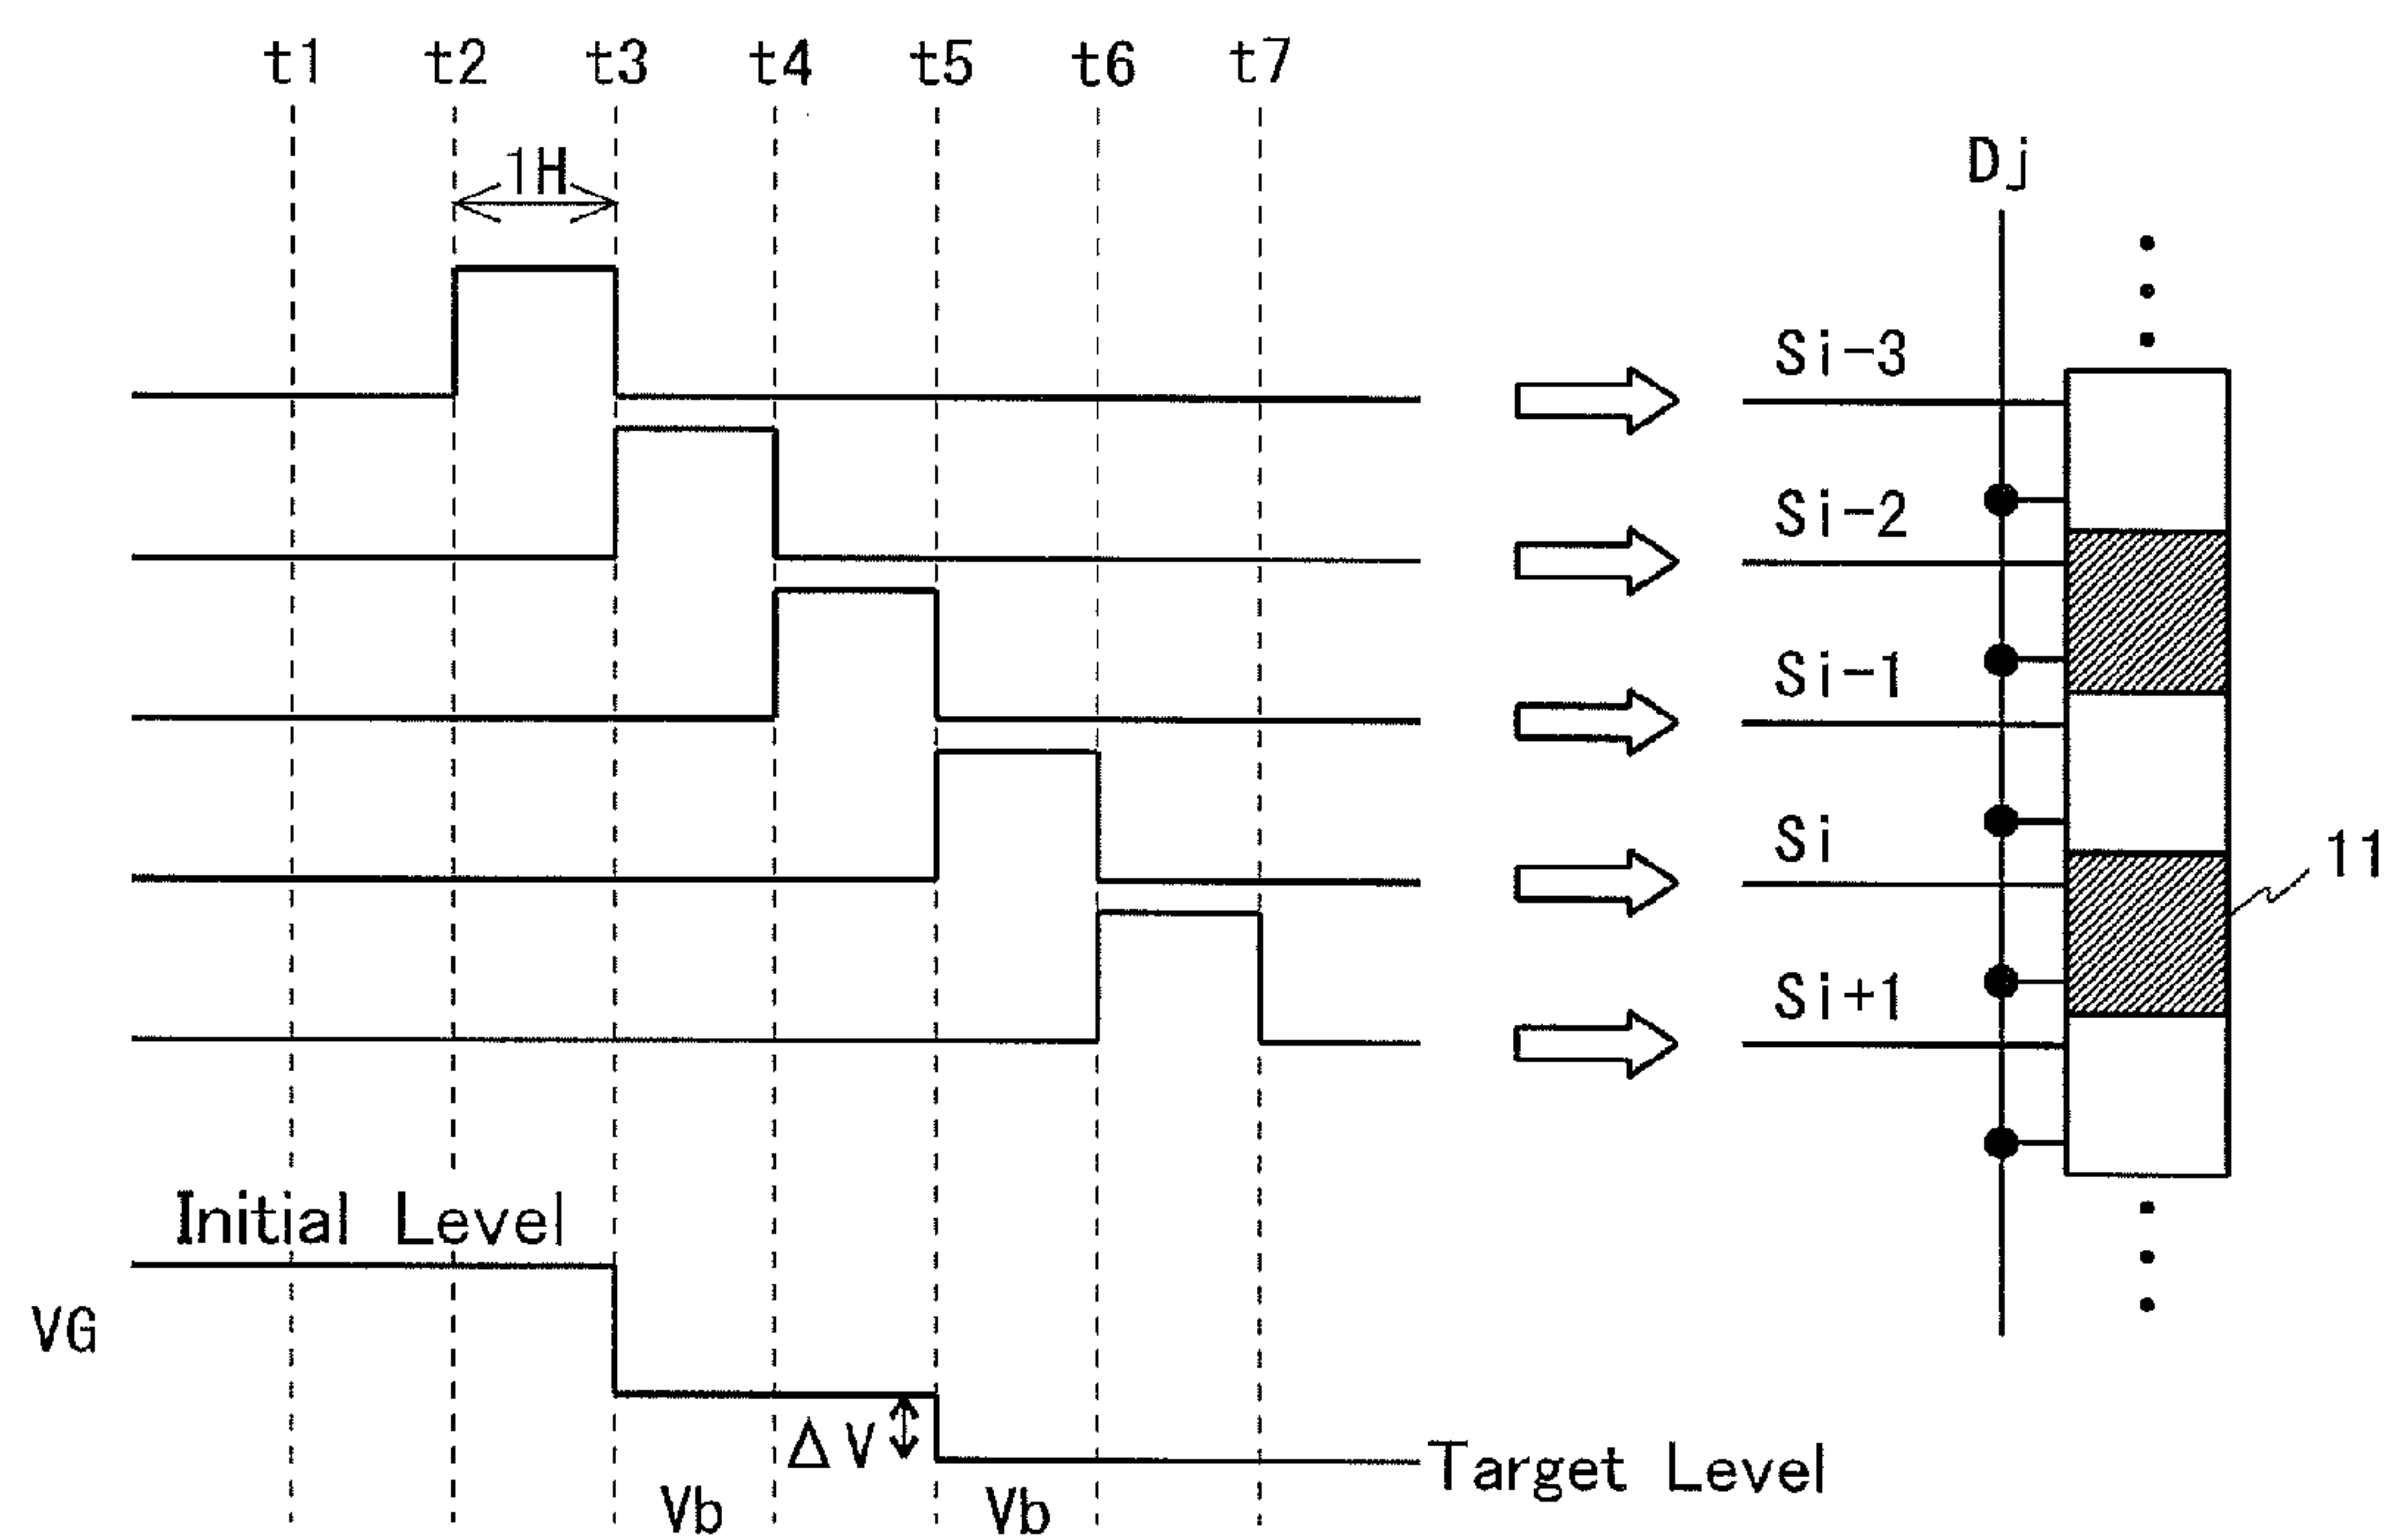 t1 t2 t3 t4 t5 t6 t7
1H
Dj
Si-3
Si-2
Si-1
Si
11
Si+1
Initial Level
VG
ΔV
Target Level
Vb Vb